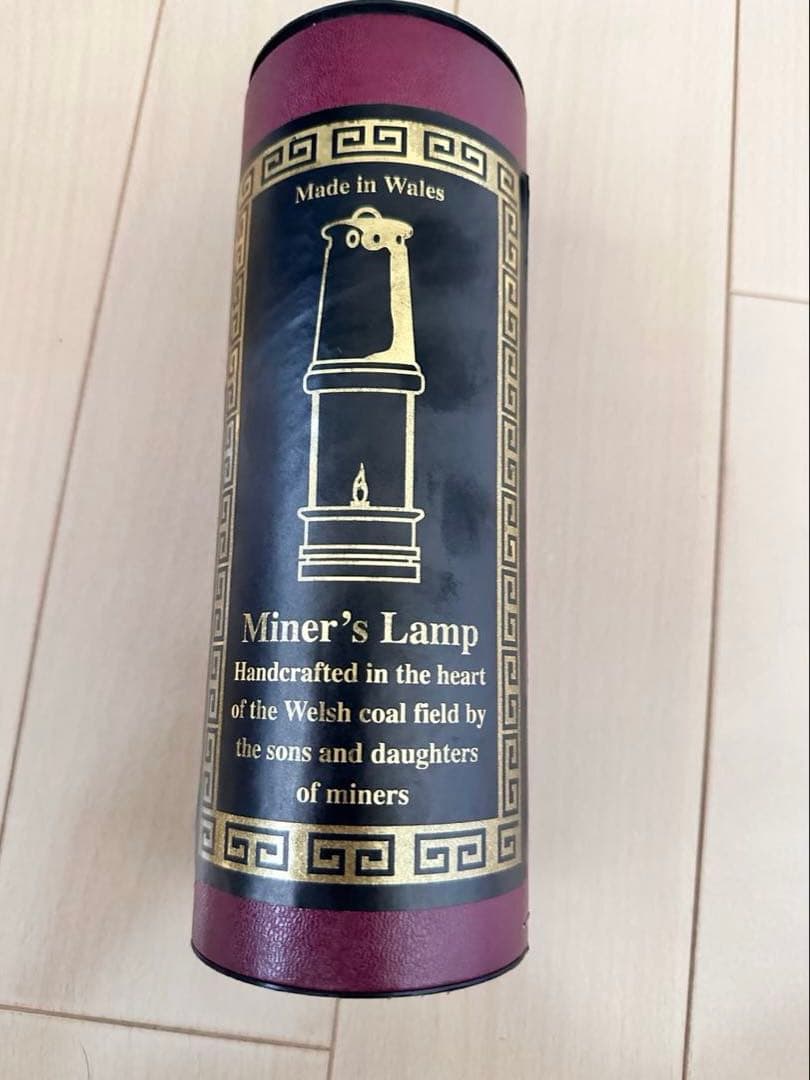 Made in Wales
Miner's Lamp
Handcrafted in the heart
of the Welsh coal field by
the sons and daughters
of miners